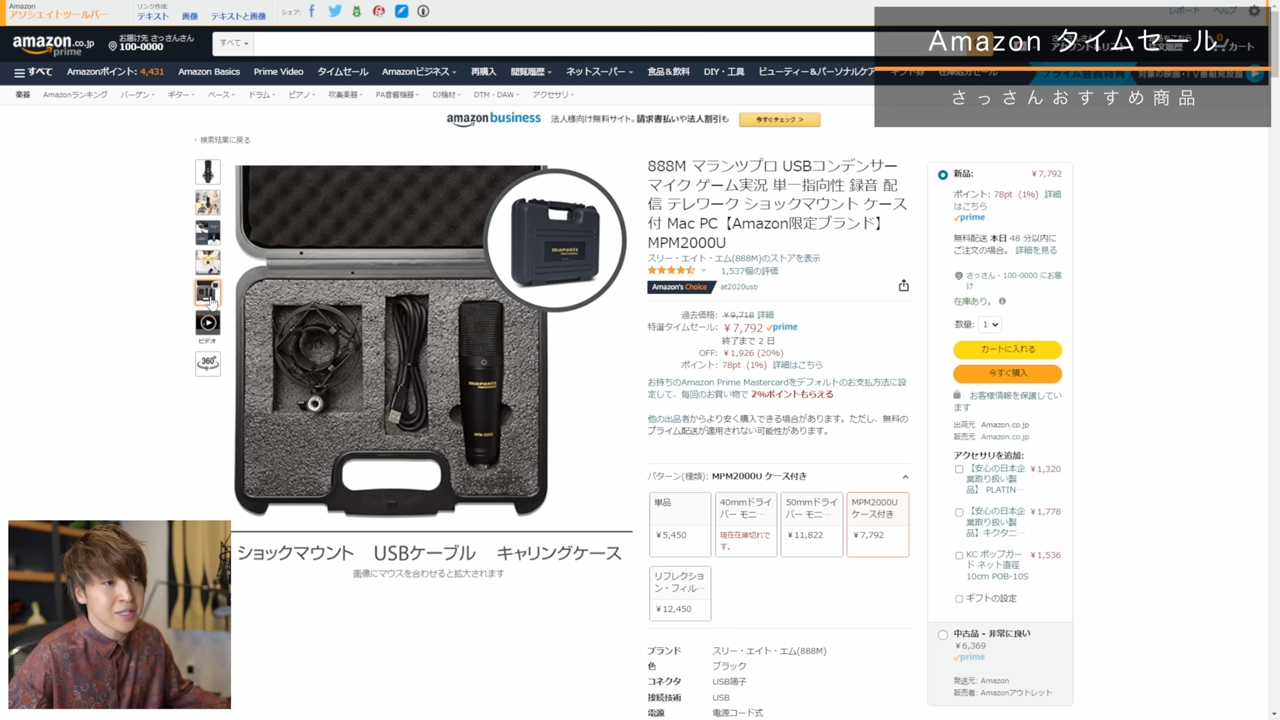 Amazon
アソシエイトツールバー
リンク作成:
テキスト 画像 テキストと画像
シェア:
レポート ヘルプ
amazon.co.jp
prime
お届け先 さっさんさん
100-0000
すべて
カート
Amazon タイムセール
さっさんおすすめ商品
すべて Amazonポイント: 4,431 Amazon Basics Prime Video タイムセール Amazonビジネス 再購入 閲覧履歴 ネットスーパー 食品&飲料 DIY・工具 ビューティー&パーソナルケア
プライム会員特典 対象の映画・TV番組見放題
楽器 Amazonランキング バーゲン ギター ベース ドラム ピアノ 吹奏楽器 PA音響機器 DJ機材 DTM・DAW アクセサリ
amazon business 法人様向け無料サイト。請求書払いや法人割引も 今すぐチェック >
‹ 検索結果に戻る
ビデオ
360°
marantz
PROFESSIONAL
marantz
ショックマウント USBケーブル キャリングケース
画像にマウスを合わせると拡大されます
888M マランツプロ USBコンデンサー
マイク ゲーム実況 単一指向性 録音 配
信 テレワーク ショックマウント ケース
付 Mac PC【Amazon限定ブランド】
MPM2000U
スリー・エイト・エム(888M)のストアを表示
1,537個の評価
Amazon's Choice at2020usb
過去価格: ¥9,718 詳細
特選タイムセール: ¥7,792 prime
終了まで 2 日
OFF: ¥1,926 (20%)
ポイント: 78pt (1%) 詳細はこちら
お持ちのAmazon Prime Mastercardをデフォルトのお支払方法に設
定して、毎回のお買い物で 2%ポイントもらえる
他の出品者からより安く購入できる場合があります。ただし、無料の
プライム配送が適用されない可能性があります。
パターン(種類): MPM2000U ケース付き
単品
¥5,450
40mmドライ
バー モニ…
現在在庫切れで
す。
50mmドライ
バー モニ…
¥11,822
MPM2000U
ケース付き
¥7,792
リフレクショ
ン・フィル…
¥12,450
ブランド スリー・エイト・エム(888M)
色 ブラック
コネクタ USB端子
接続技術 USB
電源 電源コード式
新品: ¥7,792
ポイント: 78pt (1%) 詳細
はこちら
prime
無料配送 本日 48 分以内に
ご注文の場合。 詳細を見る
さっさん - 100-0000 にお届
け
在庫あり。
数量: 1
カートに入れる
今すぐ購入
お客様情報を保護してい
ます
出荷元 Amazon.co.jp
販売元 Amazon.co.jp
アクセサリを追加:
【安心の日本企 ¥1,320
業取り扱い製
品】 PLATIN…
【安心の日本企 ¥1,778
業取り扱い製
品】キクタニ…
KC ポップガー ¥1,536
ド ネット直径
10cm POB-10S
ギフトの設定
中古品 - 非常に良い
¥6,369
prime
発送元: Amazon
販売者: Amazonアウトレット